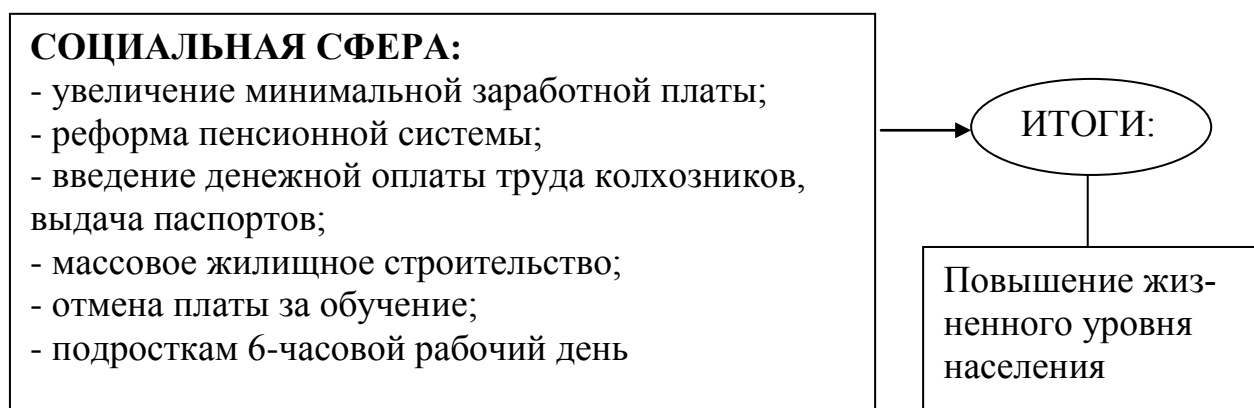 СОЦИАЛЬНАЯ СФЕРА:
- увеличение минимальной заработной платы;
- реформа пенсионной системы;
- введение денежной оплаты труда колхозников,
выдача паспортов;
- массовое жилищное строительство;
- отмена платы за обучение;
- подросткам 6-часовой рабочий день
ИТОГИ:
Повышение жиз-
ненного уровня
населения